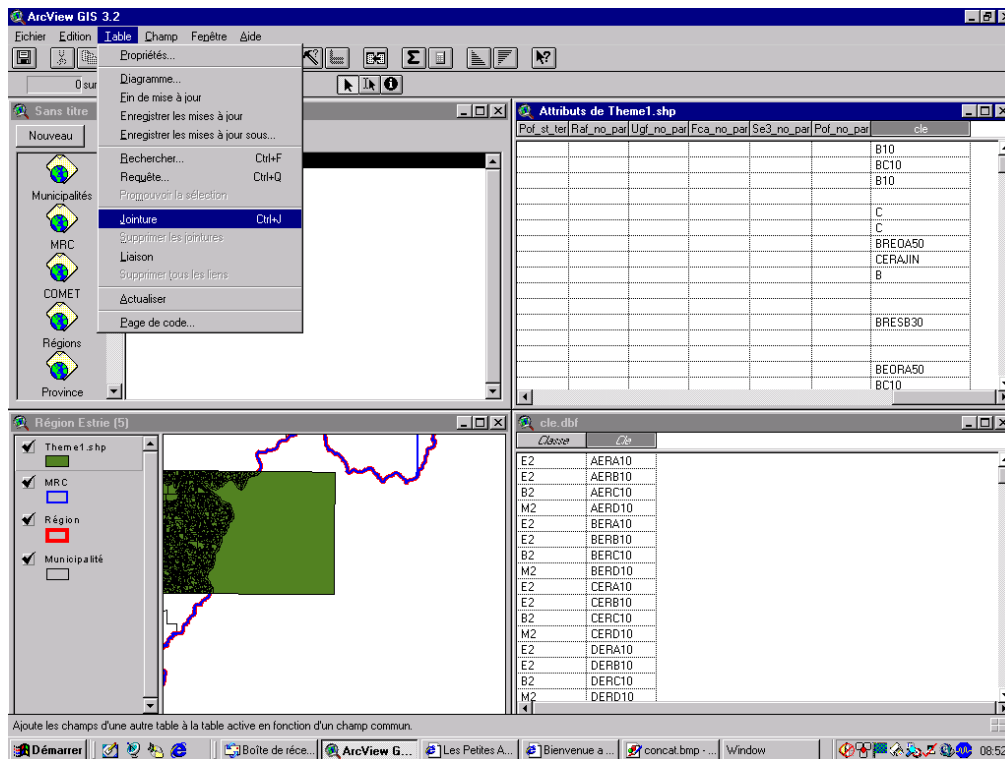 ArcView GIS 3.2
Fichier Edition Table Champ Fenêtre Aide
0 sur
Propriétés...
Diagramme...
Fin de mise à jour
Enregistrer les mises à jour
Enregistrer les mises à jour sous...
Rechercher... Ctrl+F
Requête... Ctrl+Q
Promouvoir la sélection
Jointure Ctrl+J
Supprimer les jointures
Liaison
Supprimer tous les liens
Actualiser
Page de code...
Sans titre
Nouveau
Municipalités
MRC
COMET
Régions
Province
Attributs de Theme1.shp
Pof_st_ter Raf_no_par Ugf_no_par Fca_no_par Se3_no_par Pof_no_par cle
B10
BC10
B10
C
C
BREOA50
CERAJIN
B
BRESB30
BEORA50
BC10
Région Estrie (5)
Theme1.shp
MRC
Région
Municipalité
cle.dbf
Classe Cle
E2 AERA10
E2 AERB10
B2 AERC10
M2 AERD10
E2 BERA10
E2 BERB10
B2 BERC10
M2 BERD10
E2 CERA10
E2 CERB10
B2 CERC10
M2 CERD10
E2 DERA10
E2 DERB10
B2 DERC10
M2 DERD10
Ajoute les champs d'une autre table à la table active en fonction d'un champ commun.
Démarrer Boîte de réce... ArcView G... Les Petites A... Bienvenue a ... concat.bmp - ... Window 08:52